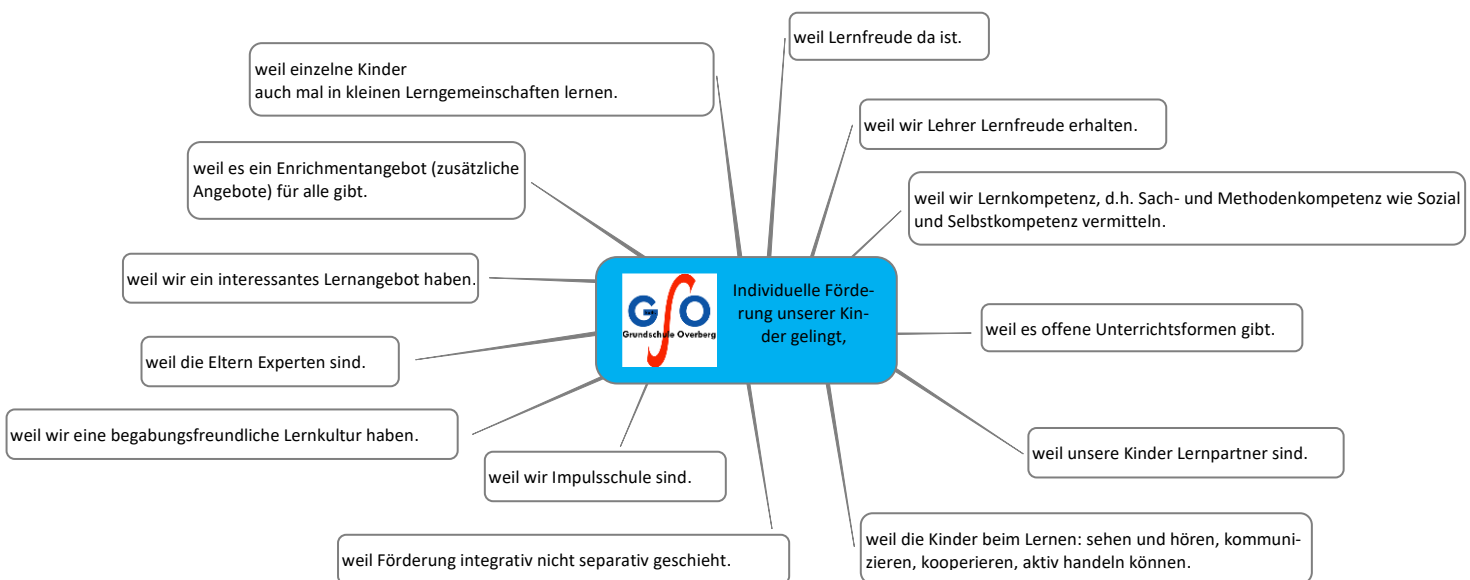 weil Lernfreude da ist.
weil einzelne Kinder
auch mal in kleinen Lerngemeinschaften lernen.
weil wir Lehrer Lernfreude erhalten.
weil es ein Enrichmentangebot (zusätzliche
Angebote) für alle gibt.
weil wir Lernkompetenz, d.h. Sach- und Methodenkompetenz wie Sozial
und Selbstkompetenz vermitteln.
weil wir ein interessantes Lernangebot haben.
G O
Grundschule Overberg
Individuelle Förde-
rung unserer Kin-
der gelingt,
weil es offene Unterrichtsformen gibt.
weil die Eltern Experten sind.
weil wir eine begabungsfreundliche Lernkultur haben.
weil unsere Kinder Lernpartner sind.
weil wir Impulsschule sind.
weil die Kinder beim Lernen: sehen und hören, kommuni-
zieren, kooperieren, aktiv handeln können.
weil Förderung integrativ nicht separativ geschieht.